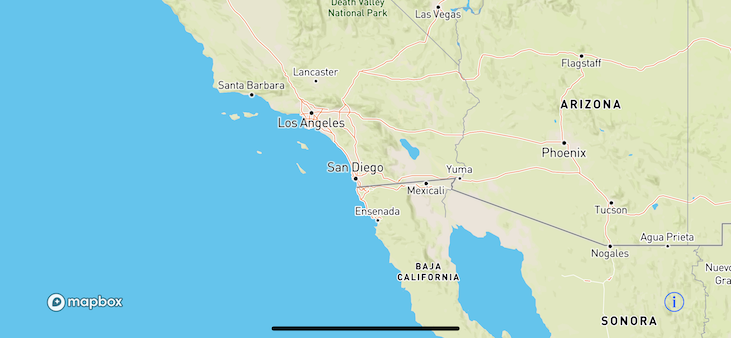 Death Valley
National Park
Las Vegas
Flagstaff
Lancaster
Santa Barbara
ARIZONA
Los Angeles
Phoenix
San Diego
Yuma
Mexicali
Tucson
Ensenada
Agua Prieta
Nogales
BAJA
CALIFORNIA
Nuevo
Gra
mapbox
i
SONORA